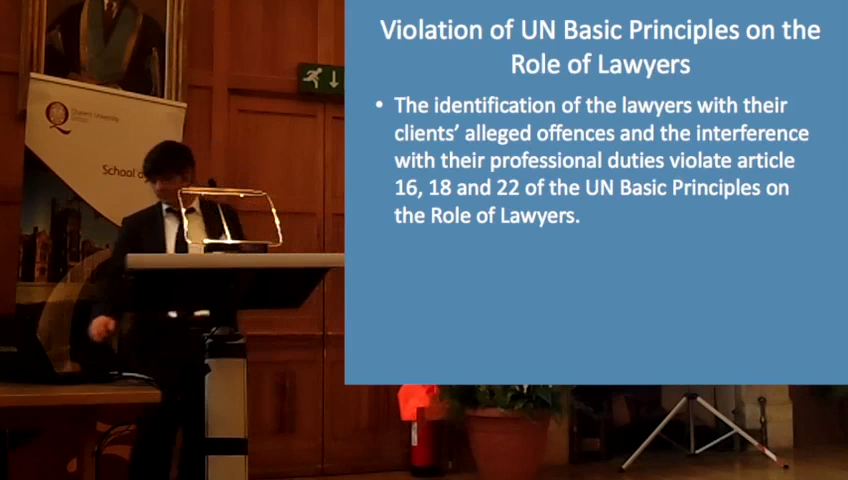 Violation of UN Basic Principles on the
Role of Lawyers
• The identification of the lawyers with their
clients’ alleged offences and the interference
with their professional duties violate article
16, 18 and 22 of the UN Basic Principles on
the Role of Lawyers.
Queen's University
School